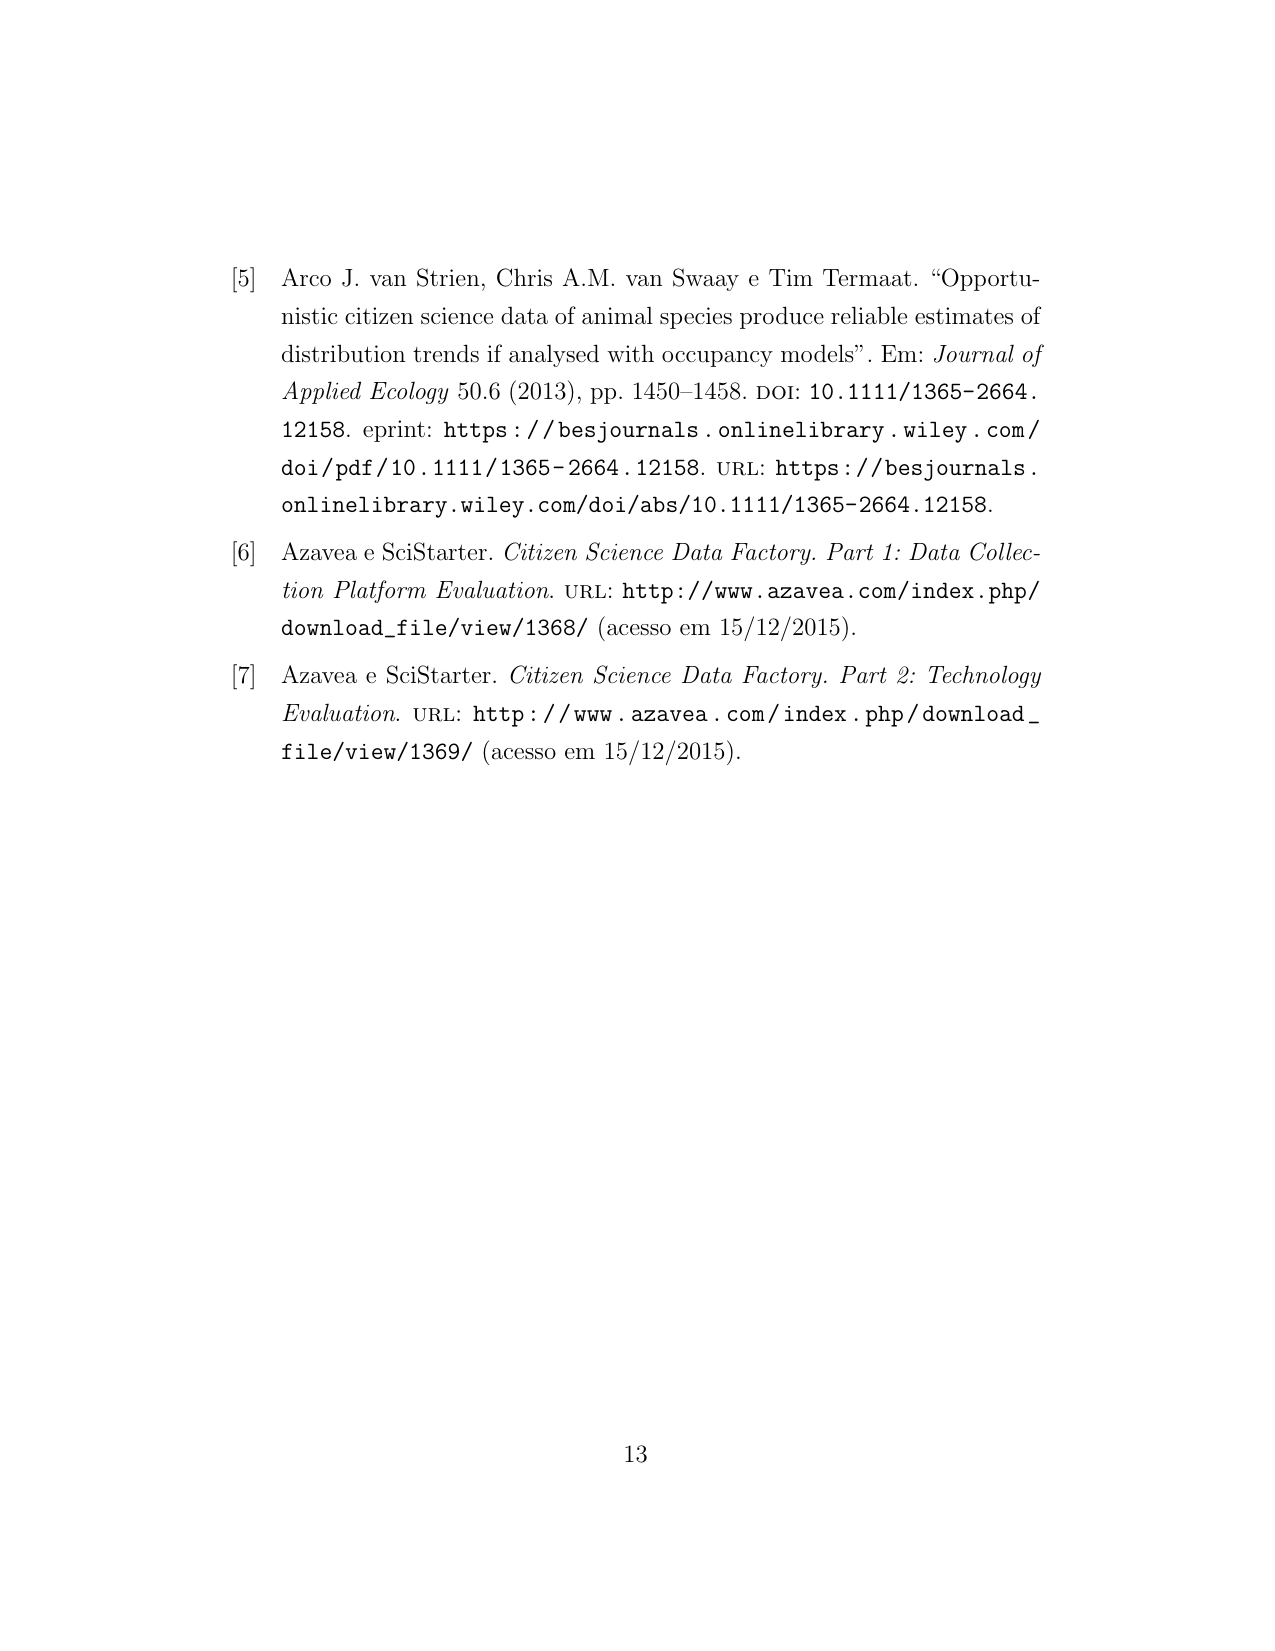 [5] Arco J. van Strien, Chris A.M. van Swaay e Tim Termaat. “Opportu-
nistic citizen science data of animal species produce reliable estimates of
distribution trends if analysed with occupancy models”. Em: Journal of
Applied Ecology 50.6 (2013), pp. 1450–1458. DOI: 10.1111/1365-2664.
12158. eprint: https://besjournals.onlinelibrary.wiley.com/
doi/pdf/10.1111/1365-2664.12158. URL: https://besjournals.
onlinelibrary.wiley.com/doi/abs/10.1111/1365-2664.12158.
[6] Azavea e SciStarter. Citizen Science Data Factory. Part 1: Data Collec-
tion Platform Evaluation. URL: http://www.azavea.com/index.php/
download_file/view/1368/ (acesso em 15/12/2015).
[7] Azavea e SciStarter. Citizen Science Data Factory. Part 2: Technology
Evaluation. URL: http://www.azavea.com/index.php/download_
file/view/1369/ (acesso em 15/12/2015).
13